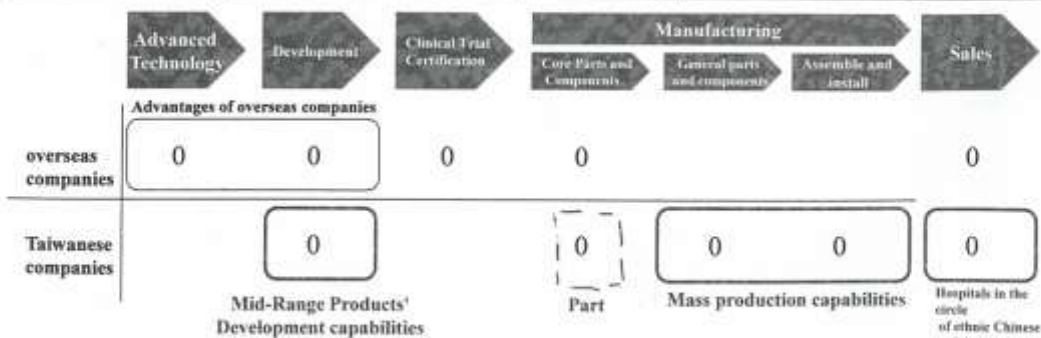 Advanced
Technology
Development
Clinical Trial
Certification
Manufacturing
Core Parts and
Components
General parts
and components
Assemble and
install
Sales
Advantages of overseas companies
overseas
companies
0 0 0 0 0
Taiwanese
companies
0 0 0 0 0
Mid-Range Products'
Development capabilities
Part
Mass production capabilities
Hospitals in the
circle
of ethnic Chinese